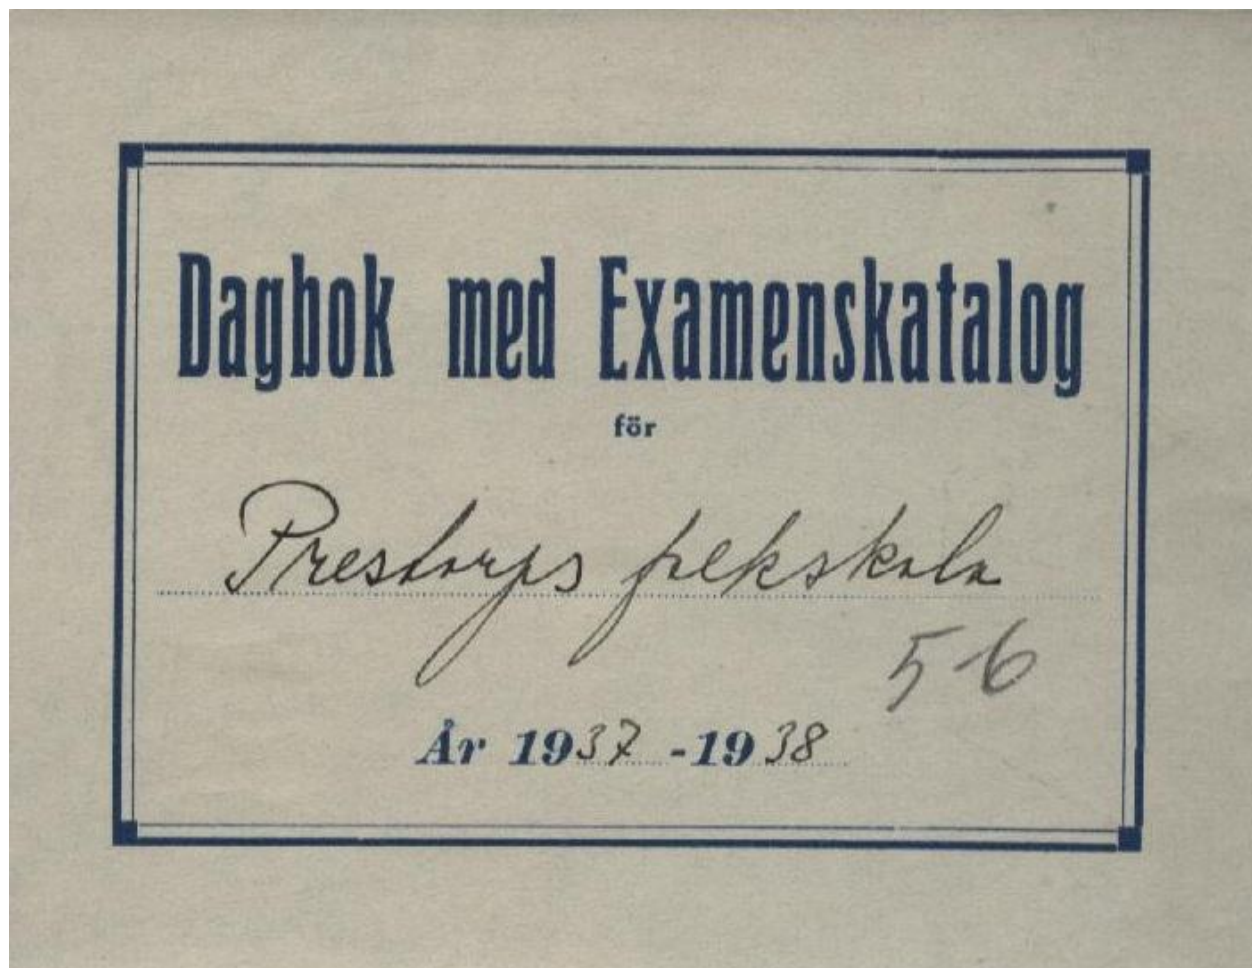 Dagbok med Examenskatalog
för
Prestorps folkskola
5-6
År 1937-1938